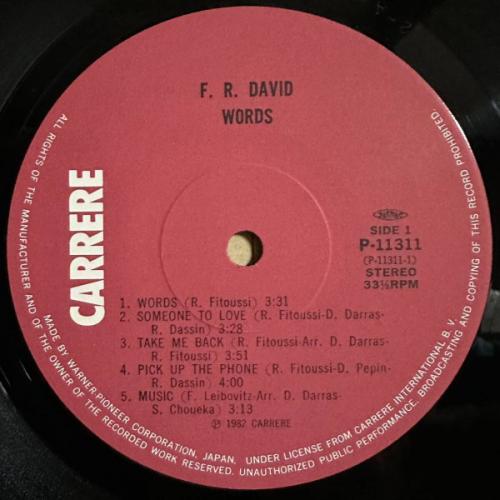 F. R. DAVID
WORDS
CARRERE
SIDE 1
P-11311
(P-11311-1)
STEREO
33⅓RPM
1. WORDS (R. Fitoussi) 3:31
2. SOMEONE TO LOVE (R. Fitoussi-D. Darras-
R. Dassin) 3:28
3. TAKE ME BACK (R. Fitoussi-Arr. D. Darras-
R. Fitoussi) 3:51
4. PICK UP THE PHONE (R. Fitoussi-D. Pepin-
R. Dassin) 4:00
5. MUSIC (F. Leibovitz-Arr. D. Darras-
S. Choueka) 3:13
℗ 1982 CARRERE
ALL RIGHTS OF THE MANUFACTURER AND OF THE OWNER OF THE RECORDED WORK RESERVED. UNAUTHORIZED PUBLIC PERFORMANCE, BROADCASTING AND COPYING OF THIS RECORD PROHIBITED.
MADE BY WARNER-PIONEER CORPORATION, JAPAN, UNDER LICENSE FROM CARRERE INTERNATIONAL B. V.